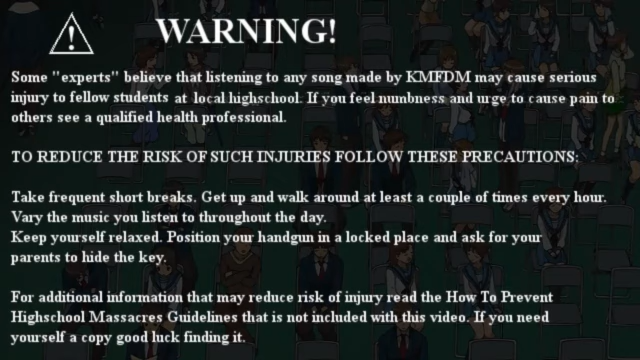 WARNING!
Some "experts" believe that listening to any song made by KMFDM may cause serious
injury to fellow students at local highschool. If you feel numbness and urge to cause pain to
others see a qualified health professional.
TO REDUCE THE RISK OF SUCH INJURIES FOLLOW THESE PRECAUTIONS:
Take frequent short breaks. Get up and walk around at least a couple of times every hour.
Vary the music you listen to throughout the day.
Keep yourself relaxed. Position your handgun in a locked place and ask for your
parents to hide the key.
For additional information that may reduce risk of injury read the How To Prevent
Highschool Massacres Guidelines that is not included with this video. If you need
yourself a copy good luck finding it.